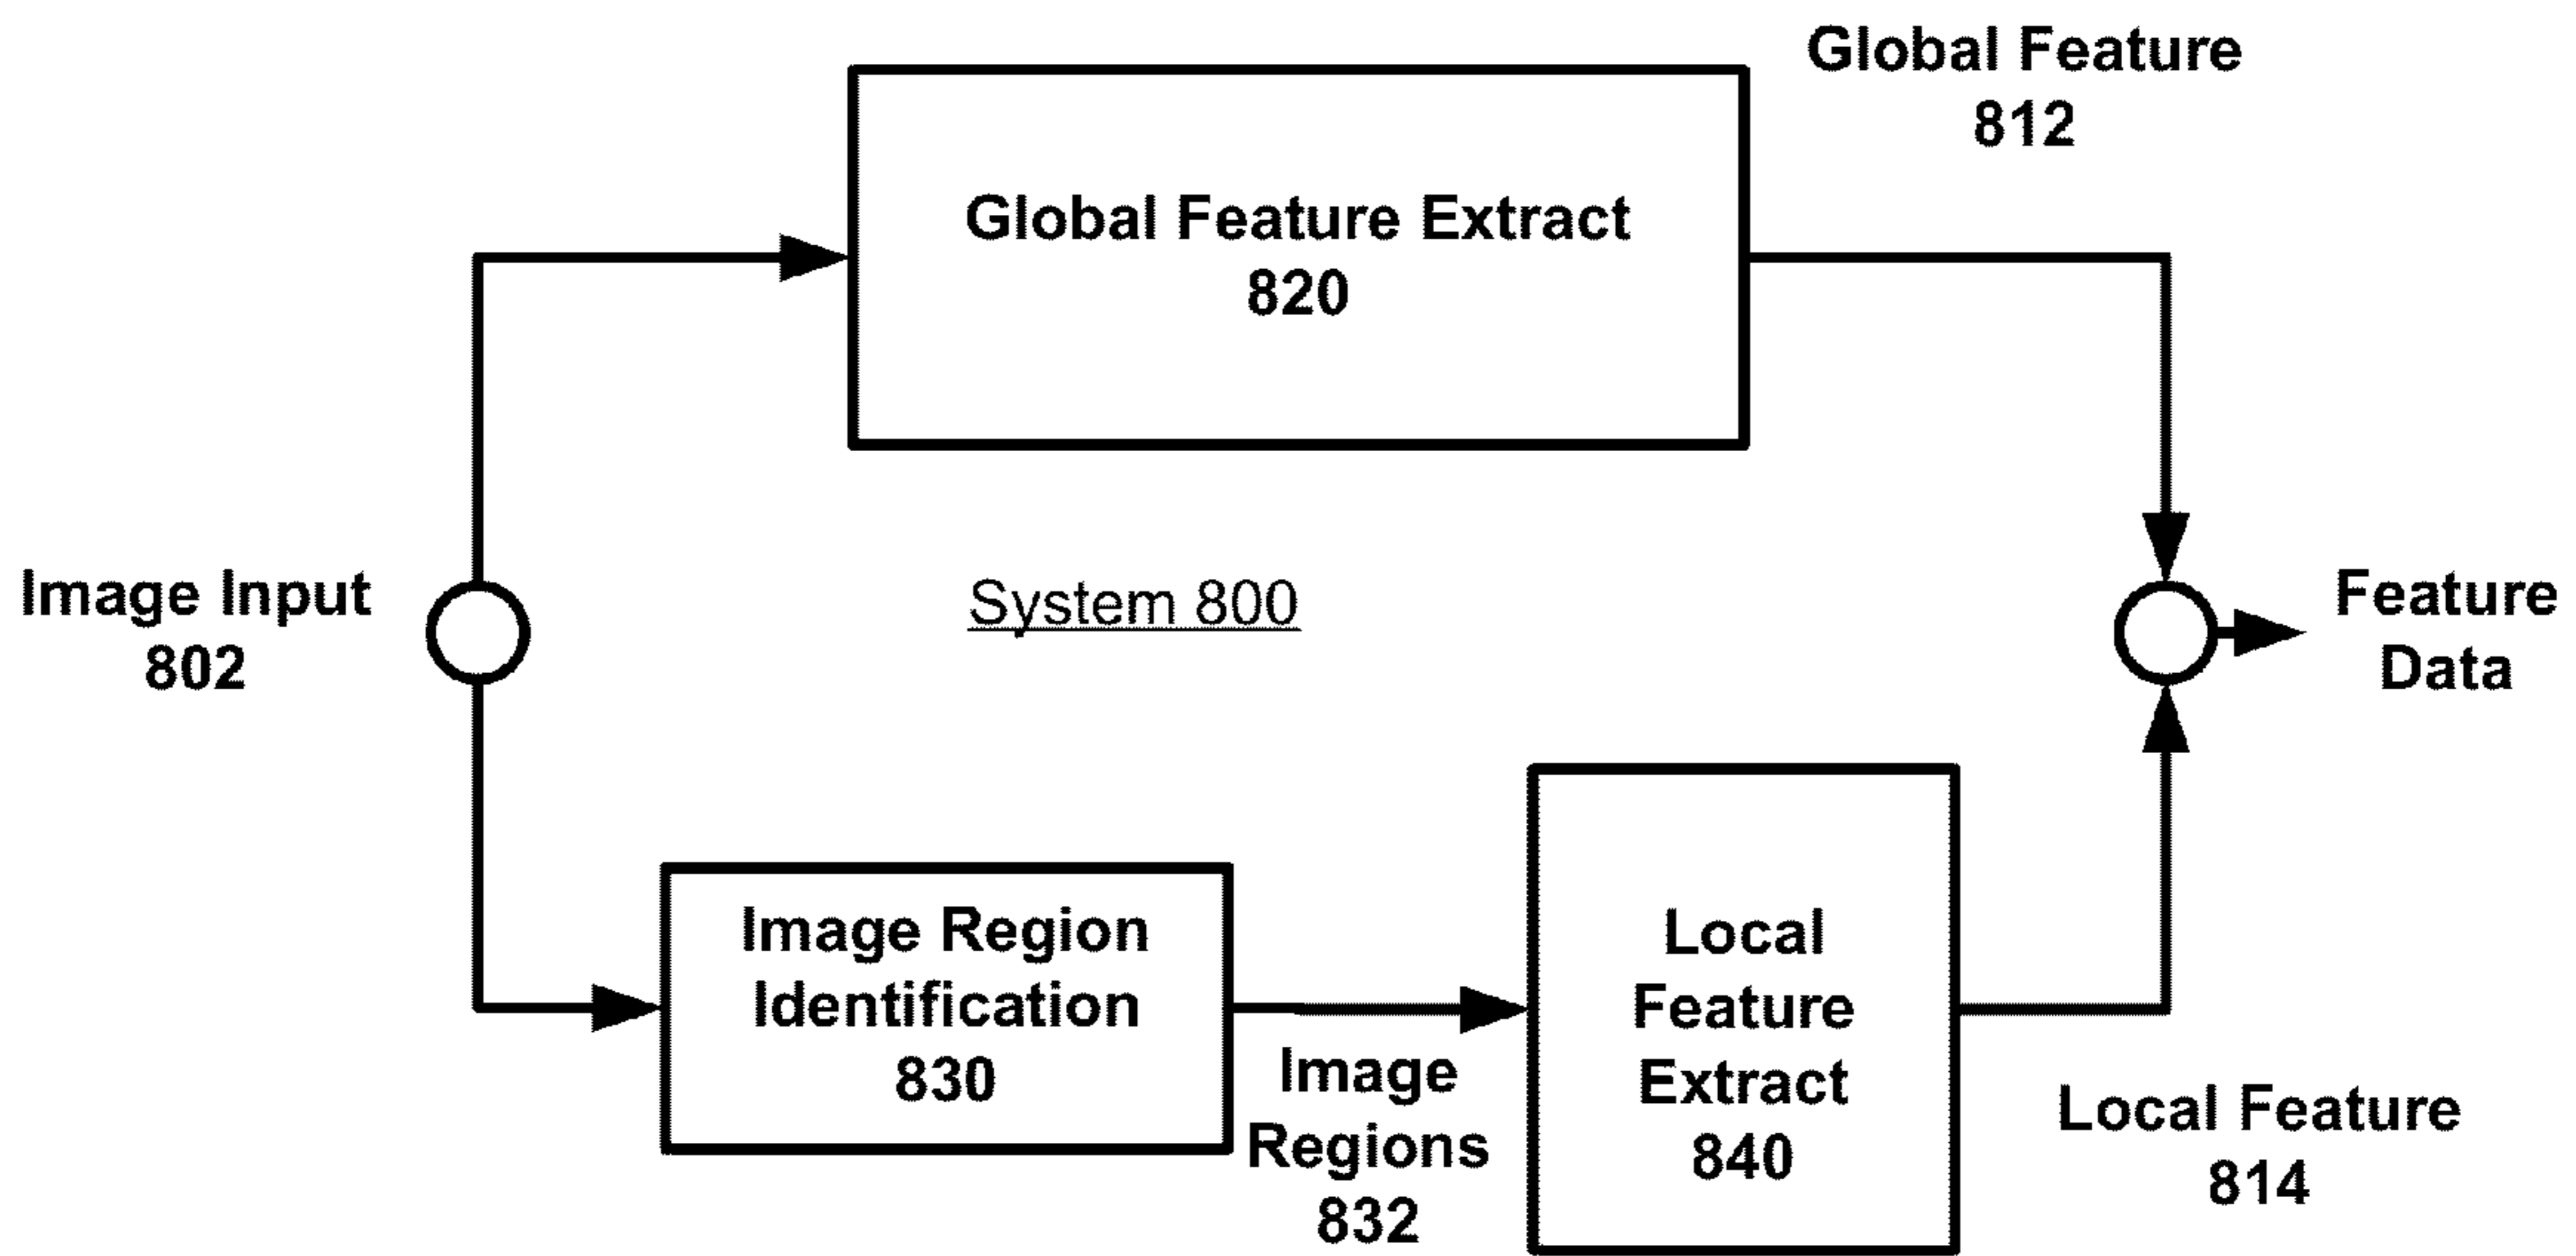 Global Feature
812
Global Feature Extract
820
Image Input
802
System 800
Feature
Data
Image Region
Identification
830
Image
Regions
832
Local
Feature
Extract
840
Local Feature
814